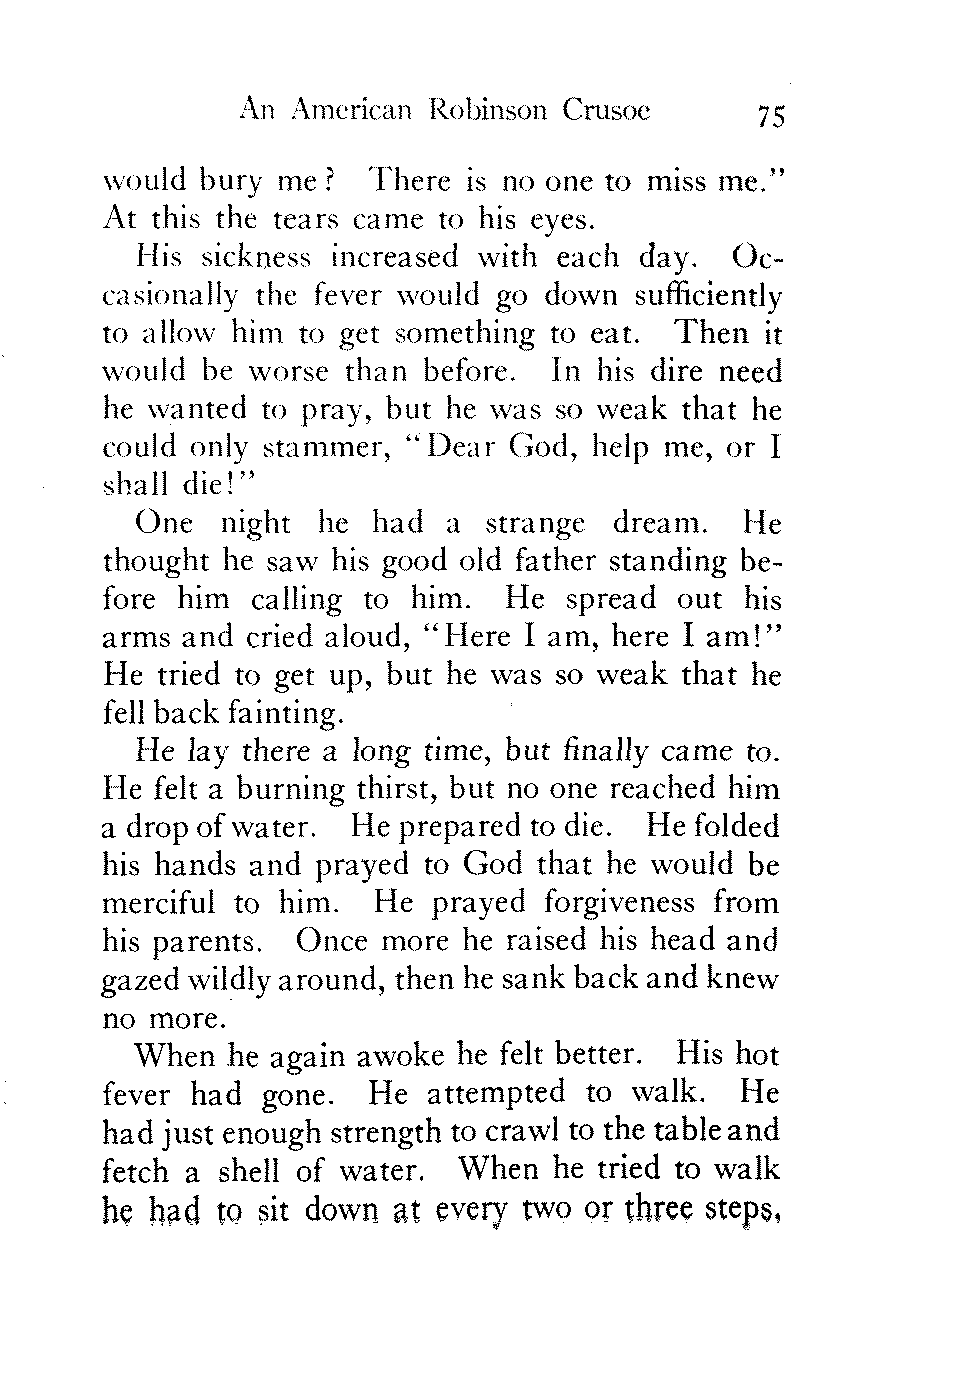 An American Robinson Crusoe 75
would bury me? There is no one to miss me."
At this the tears came to his eyes.
His sickness increased with each day. Oc-
casionally the fever would go down sufficiently
to allow him to get something to eat. Then it
would be worse than before. In his dire need
he wanted to pray, but he was so weak that he
could only stammer, "Dear God, help me, or I
shall die!"
One night he had a strange dream. He
thought he saw his good old father standing be-
fore him calling to him. He spread out his
arms and cried aloud, "Here I am, here I am!"
He tried to get up, but he was so weak that he
fell back fainting.
He lay there a long time, but finally came to.
He felt a burning thirst, but no one reached him
a drop of water. He prepared to die. He folded
his hands and prayed to God that he would be
merciful to him. He prayed forgiveness from
his parents. Once more he raised his head and
gazed wildly around, then he sank back and knew
no more.
When he again awoke he felt better. His hot
fever had gone. He attempted to walk. He
had just enough strength to crawl to the table and
fetch a shell of water. When he tried to walk
he had to sit down at every two or three steps,